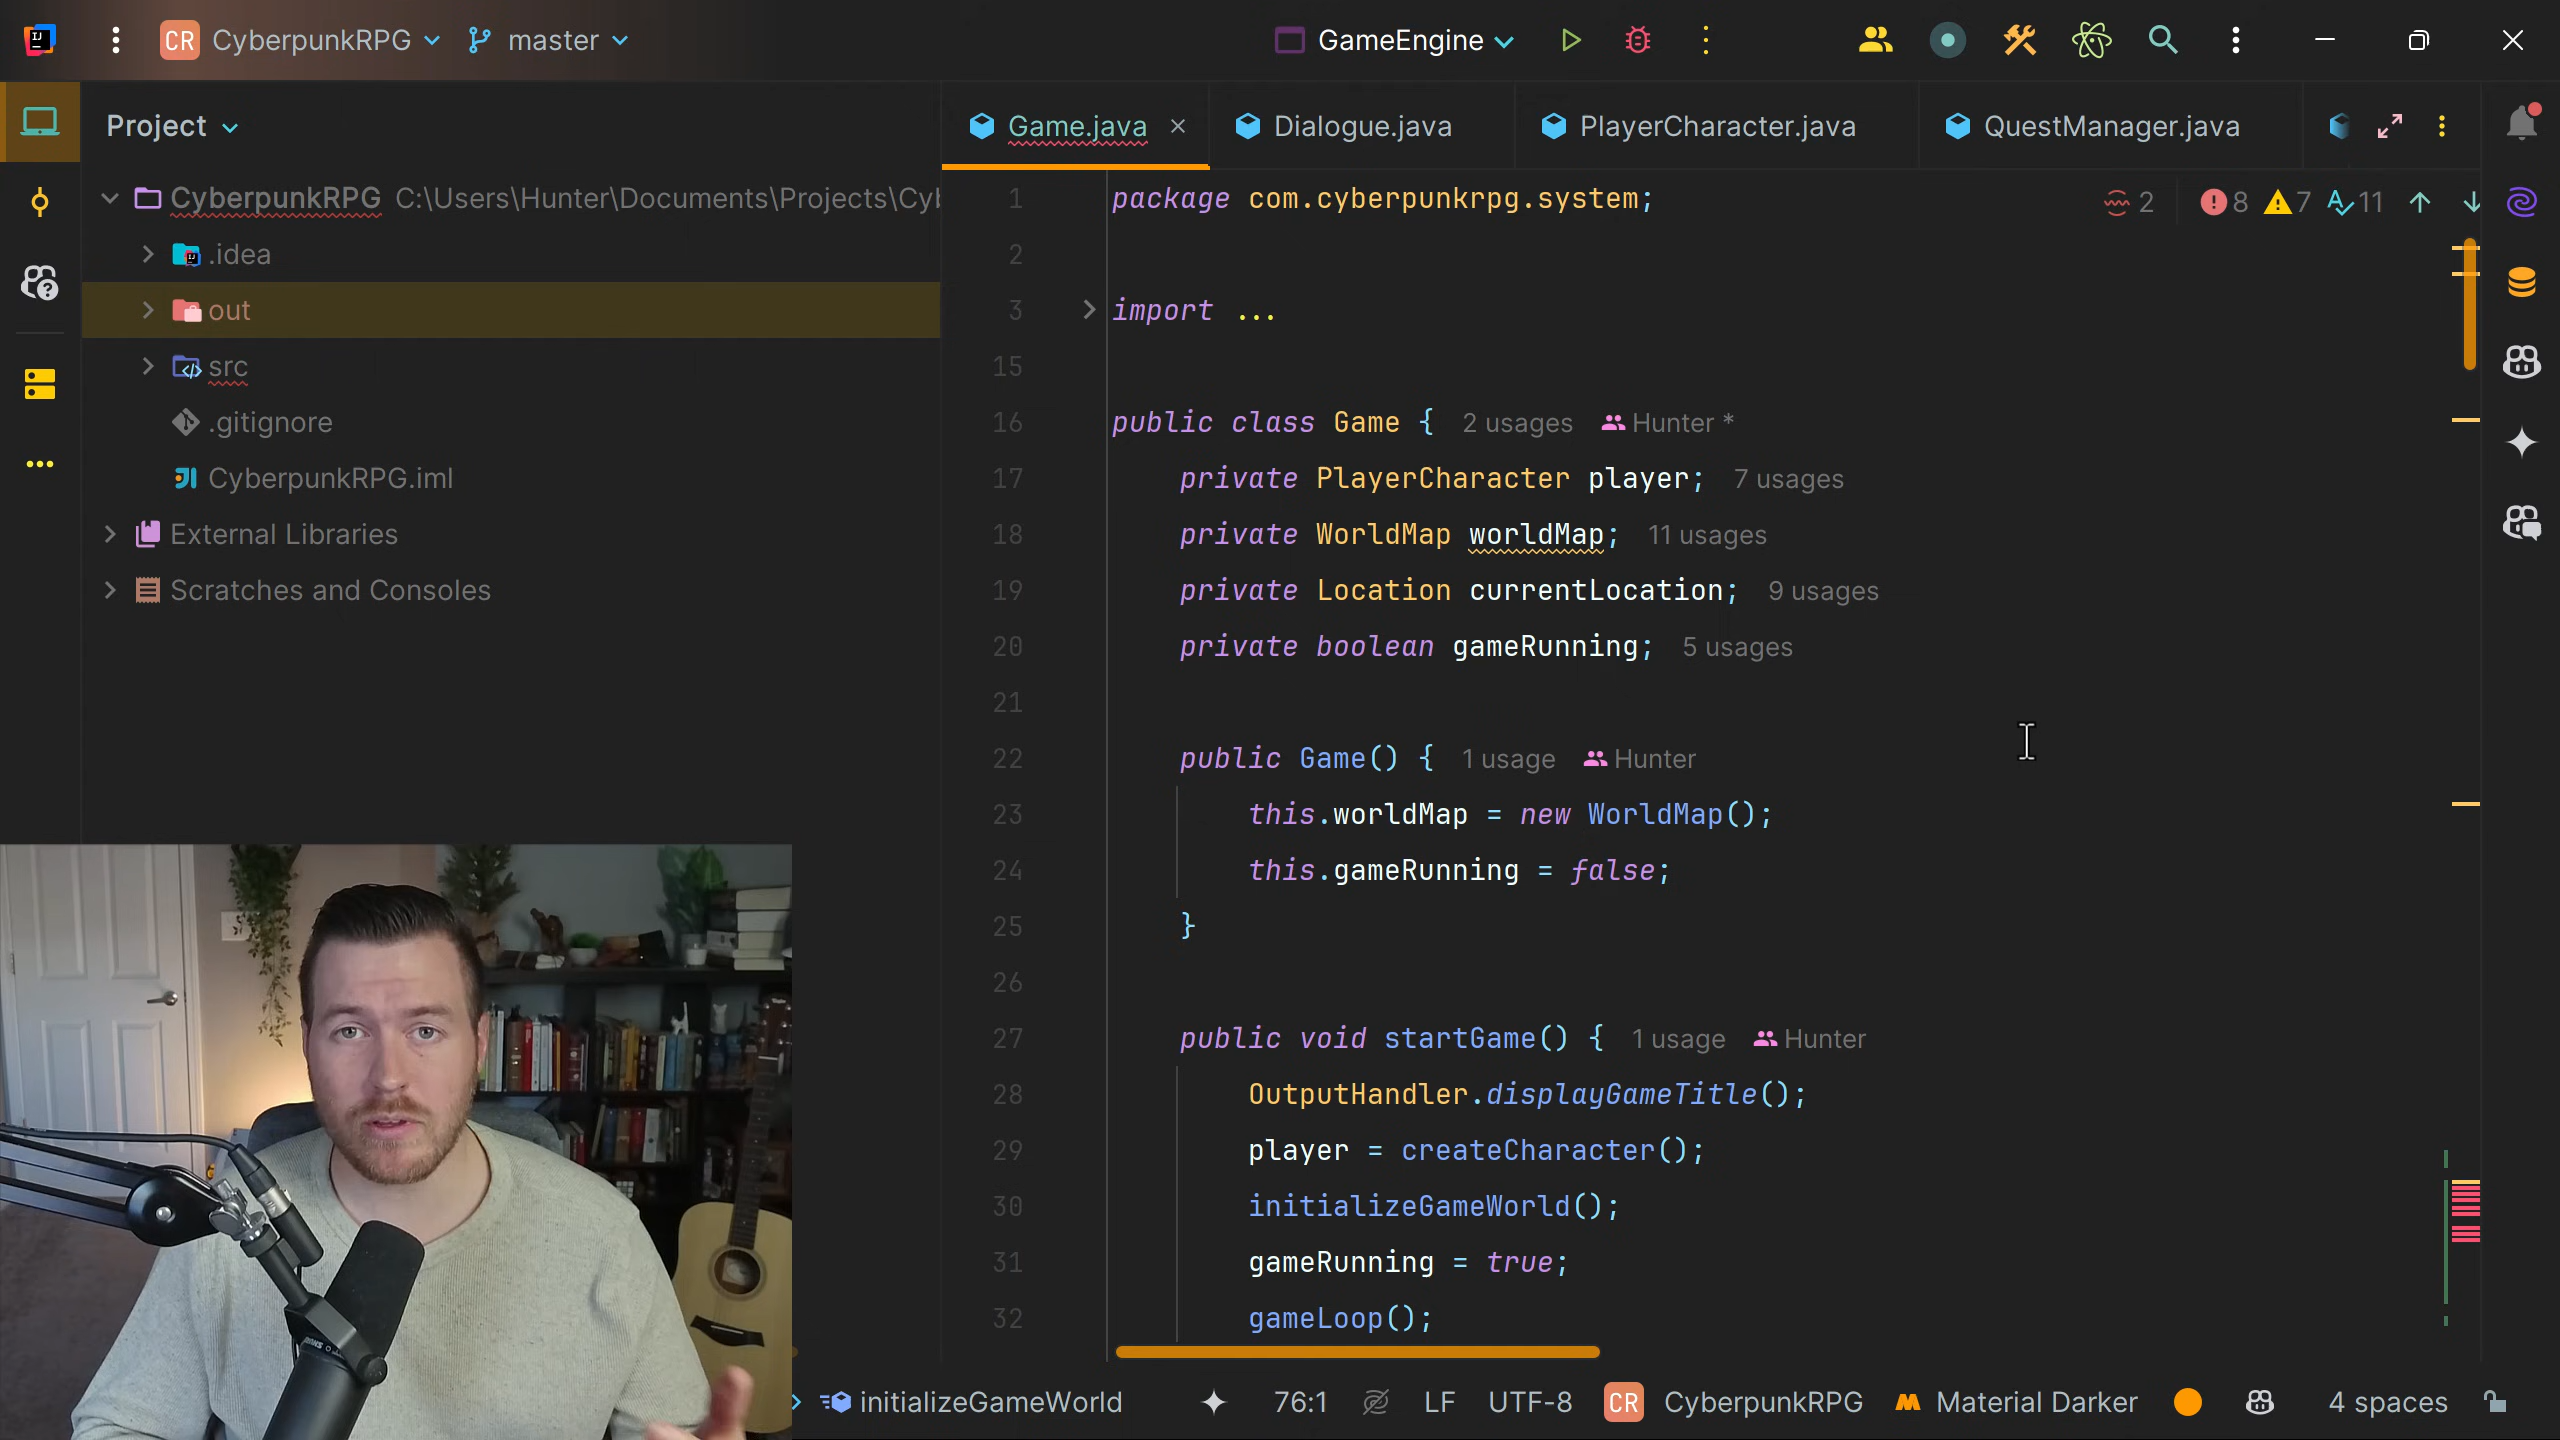 CR CyberpunkRPG master GameEngine
Project
Game.java Dialogue.java PlayerCharacter.java QuestManager.java
CyberpunkRPG C:\Users\Hunter\Documents\Projects\Cyb
.idea
out
src
.gitignore
CyberpunkRPG.iml
External Libraries
Scratches and Consoles
2 8 7 11
1 package com.cyberpunkrpg.system;
2
3 import ...
15
16 public class Game { 2 usages Hunter *
17 private PlayerCharacter player; 7 usages
18 private WorldMap worldMap; 11 usages
19 private Location currentLocation; 9 usages
20 private boolean gameRunning; 5 usages
21
22 public Game() { 1 usage Hunter
23 this.worldMap = new WorldMap();
24 this.gameRunning = false;
25 }
26
27 public void startGame() { 1 usage Hunter
28 OutputHandler.displayGameTitle();
29 player = createCharacter();
30 initializeGameWorld();
31 gameRunning = true;
32 gameLoop();
initializeGameWorld 76:1 LF UTF-8 CR CyberpunkRPG Material Darker 4 spaces